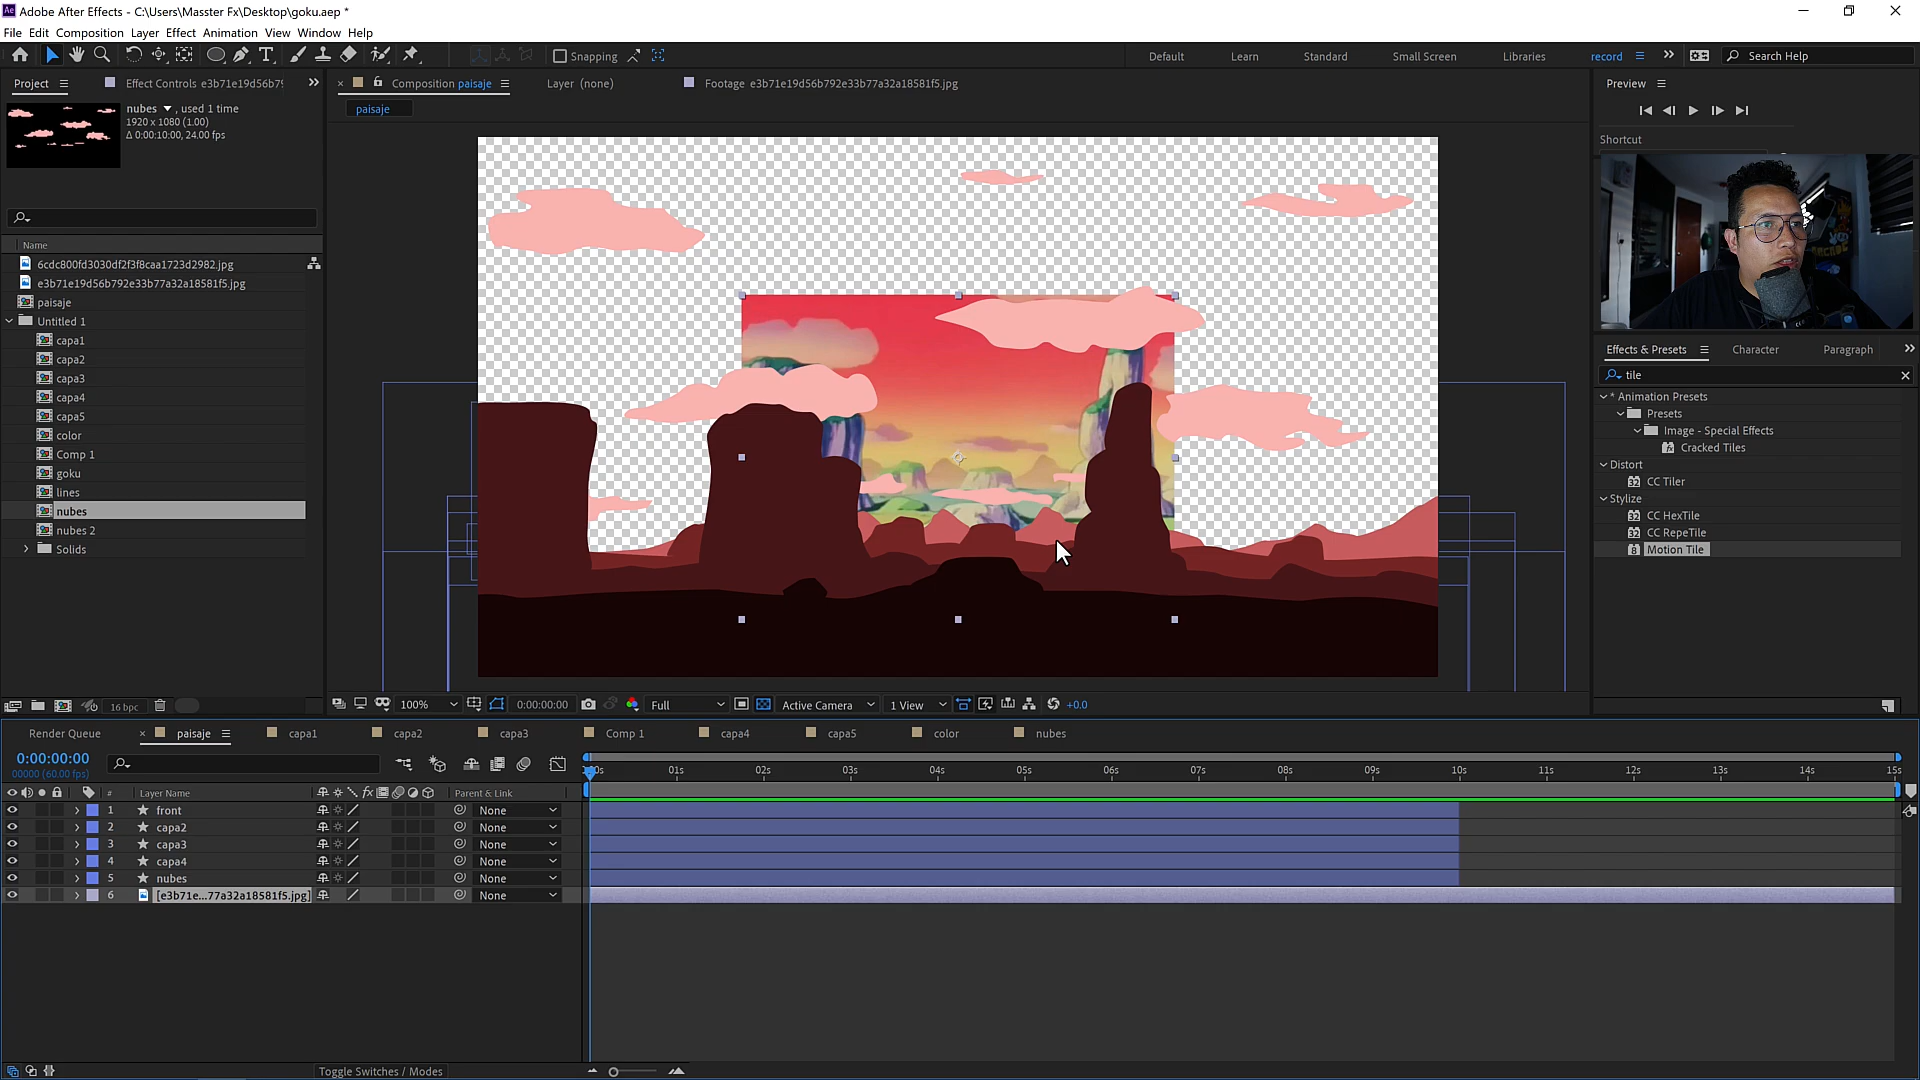 Adobe After Effects - C:\Users\Masster Fx\Desktop\goku.aep *
File Edit Composition Layer Effect Animation View Window Help
Snapping
Default Learn Standard Small Screen Libraries record Search Help
Project Effect Controls e3b71e19d56b79
Composition paisaje Layer (none) Footage e3b71e19d56b792e33b77a32a18581f5.jpg
Preview
paisaje
nubes , used 1 time
1920 x 1080 (1.00)
Δ 0:00:10:00, 24.00 fps
Shortcut
Name
6cdc800fd3030df2f3f8caa1723d2982.jpg
e3b71e19d56b792e33b77a32a18581f5.jpg
paisaje
Untitled 1
capa1
capa2
capa3
capa4
capa5
color
Comp 1
goku
lines
nubes
nubes 2
Solids
Effects & Presets Character Paragraph
tile
* Animation Presets
Presets
Image - Special Effects
Cracked Tiles
Distort
CC Tiler
Stylize
CC HexTile
CC RepeTile
Motion Tile
16 bpc
100% 0:00:00:00 Full Active Camera 1 View +0.0
Render Queue paisaje capa1 capa2 capa3 Comp 1 capa4 capa5 color nubes
0:00:00:00
00000 (60.00 fps)
01s 02s 03s 04s 05s 06s 07s 08s 09s 10s 11s 12s 13s 14s 15s
# Layer Name Parent & Link
1 front None
2 capa2 None
3 capa3 None
4 capa4 None
5 nubes None
6 [e3b71e...77a32a18581f5.jpg] None
Toggle Switches / Modes